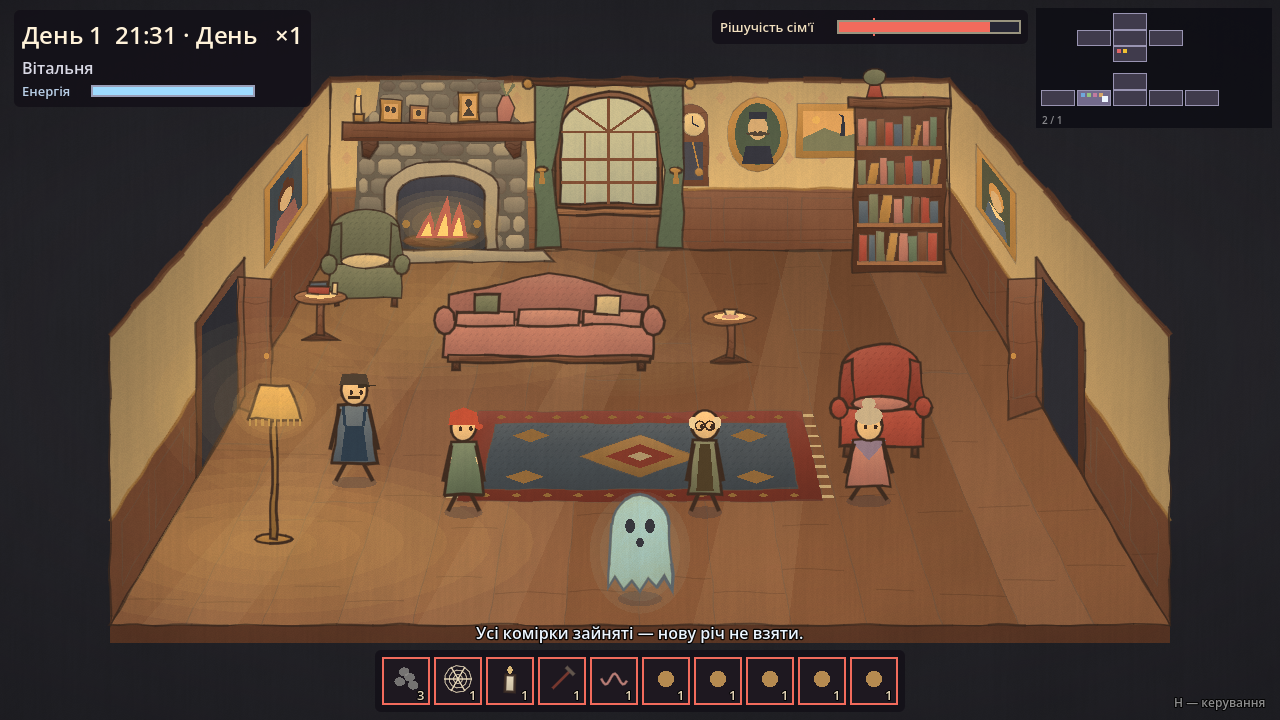 День 1 21:31 · День ×1
Вітальня
Енергія
Рішучість сім'ї
2 / 1
Усі комірки зайняті — нову річ не взяти.
3 1 1 1 1 1 1 1 1 1
H — керування